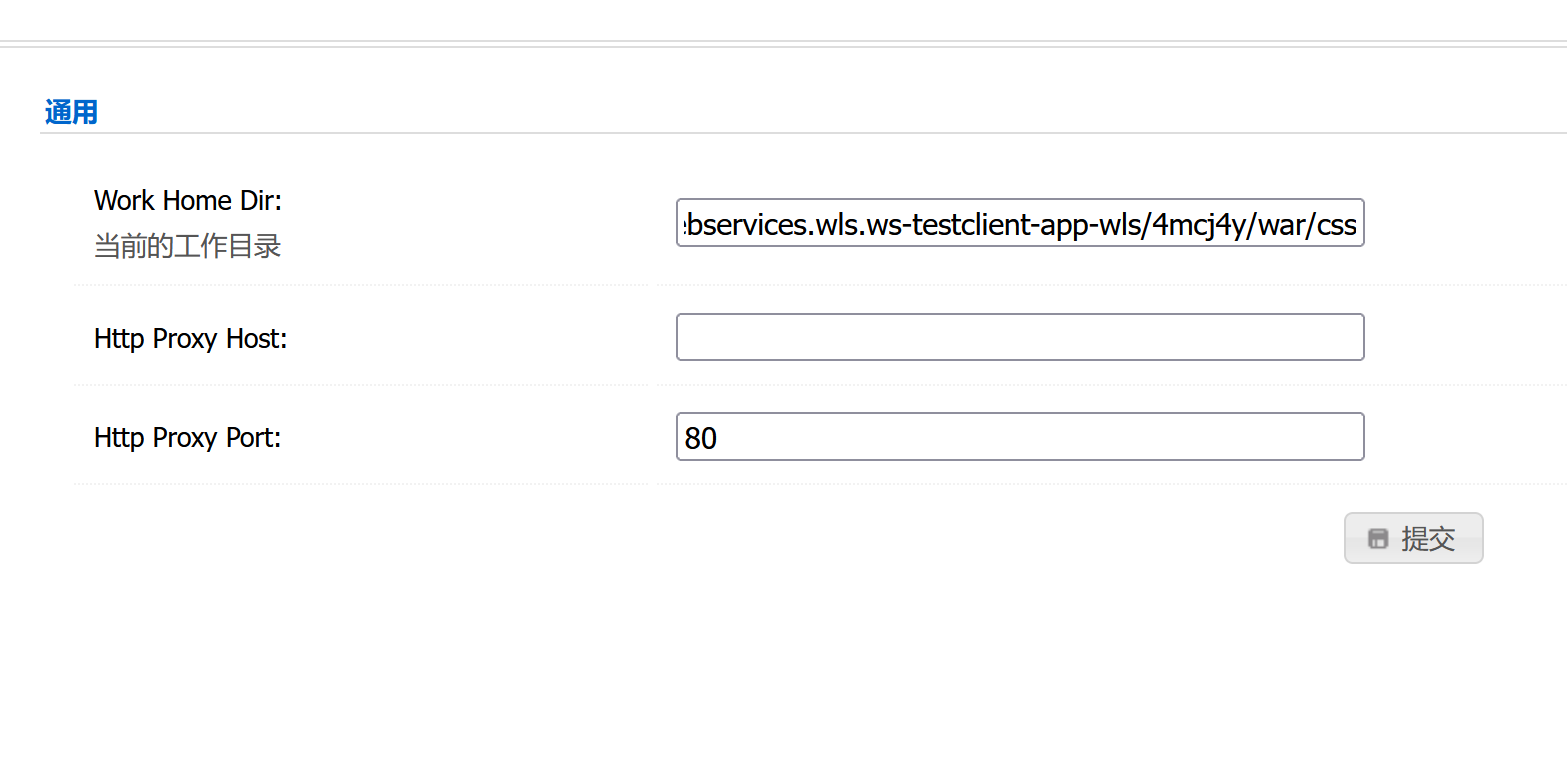 通用
Work Home Dir:
当前的工作目录
bservices.wls.ws-testclient-app-wls/4mcj4y/war/css
Http Proxy Host:
Http Proxy Port:
80
提交